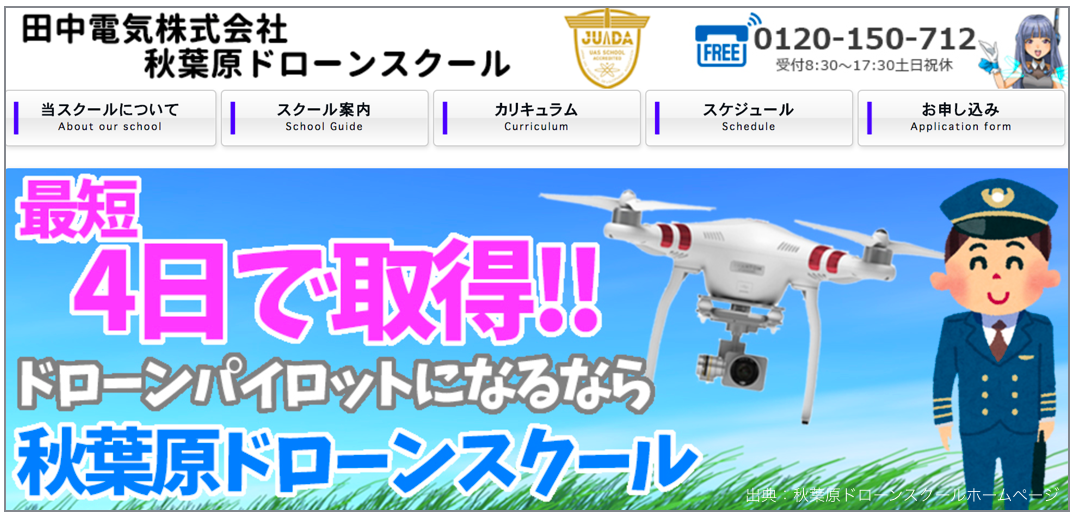 田中電気株式会社
秋葉原ドローンスクール
JUIDA
UAS SCHOOL
ACCREDITED
FREE
0120-150-712
受付8:30～17:30土日祝休
当スクールについて
About our school
スクール案内
School Guide
カリキュラム
Curriculum
スケジュール
Schedule
お申し込み
Application form
最短
4日で取得!!
ドローンパイロットになるなら
秋葉原ドローンスクール
出典：秋葉原ドローンスクールホームページ